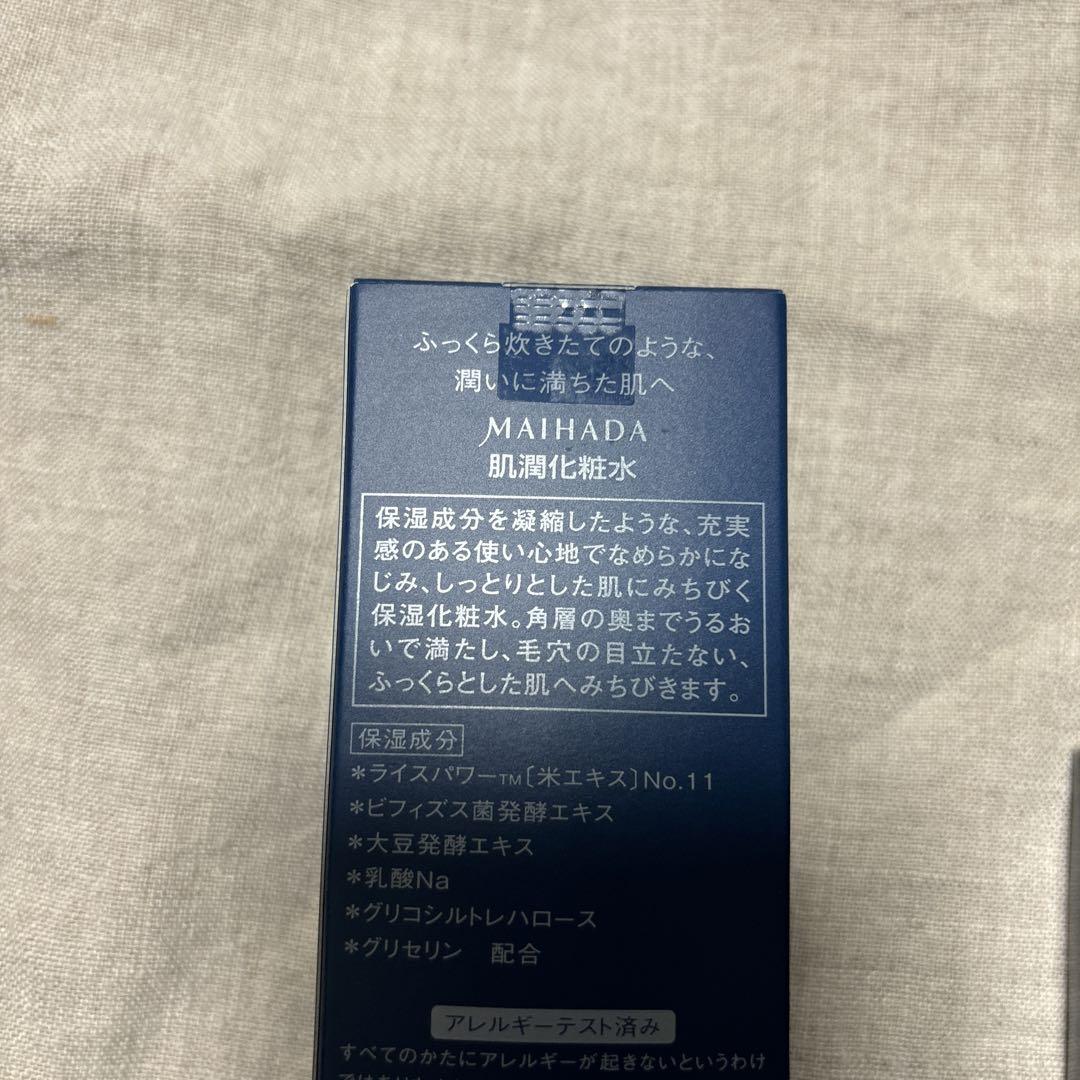 ふっくら炊きたてのような、
潤いに満ちた肌へ
MAIHADA
肌潤化粧水
保湿成分を凝縮したような、充実
感のある使い心地でなめらかにな
じみ、しっとりとした肌にみちびく
保湿化粧水。角層の奥までうるお
いで満たし、毛穴の目立たない、
ふっくらとした肌へみちびきます。
保湿成分
*ライスパワー™〔米エキス〕No.11
*ビフィズス菌発酵エキス
*大豆発酵エキス
*乳酸Na
*グリコシルトレハロース
*グリセリン 配合
アレルギーテスト済み
すべてのかたにアレルギーが起きないというわけ